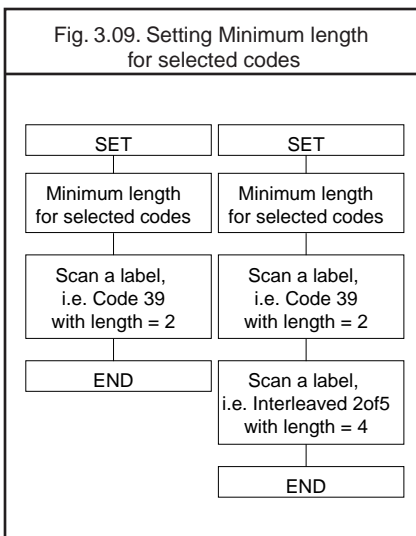 Fig. 3.09. Setting Minimum length
for selected codes
SET
Minimum length
for selected codes
Scan a label,
i.e. Code 39
with length = 2
END
SET
Minimum length
for selected codes
Scan a label,
i.e. Code 39
with length = 2
Scan a label,
i.e. Interleaved 2of5
with length = 4
END